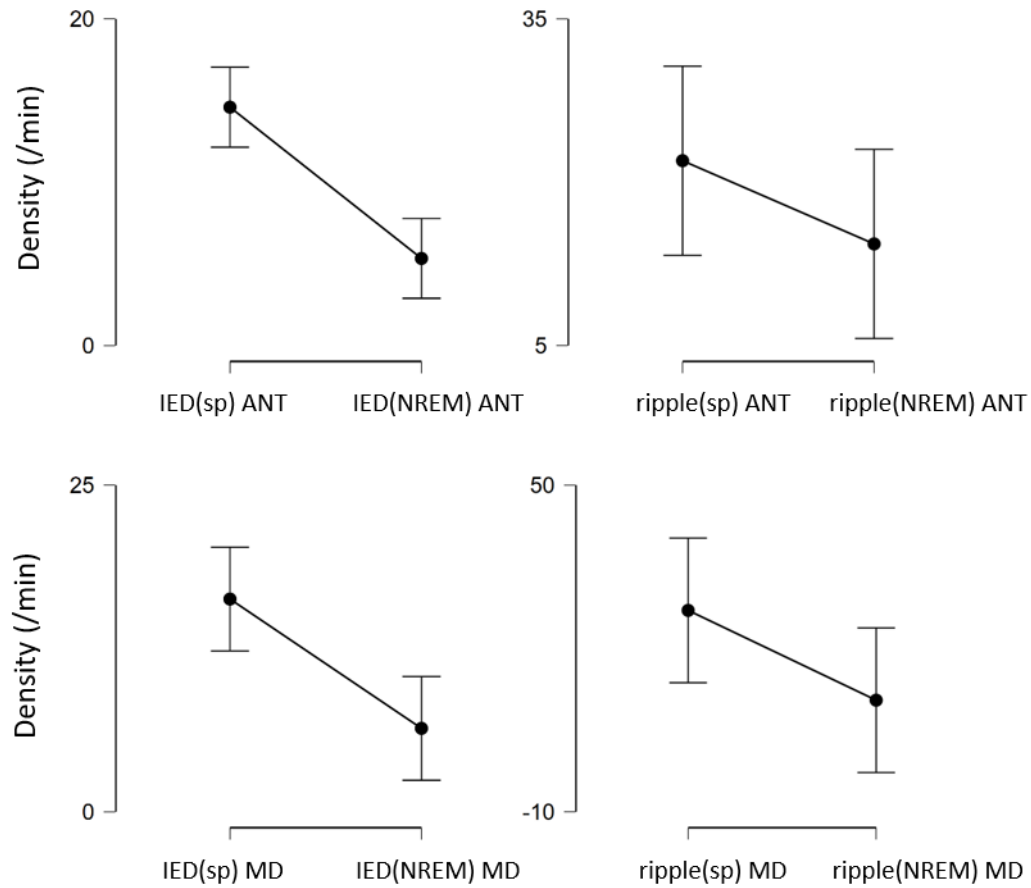 20
35
Density (/min)
0
5
IED(sp) ANT
IED(NREM) ANT
ripple(sp) ANT
ripple(NREM) ANT
25
50
Density (/min)
0
-10
IED(sp) MD
IED(NREM) MD
ripple(sp) MD
ripple(NREM) MD